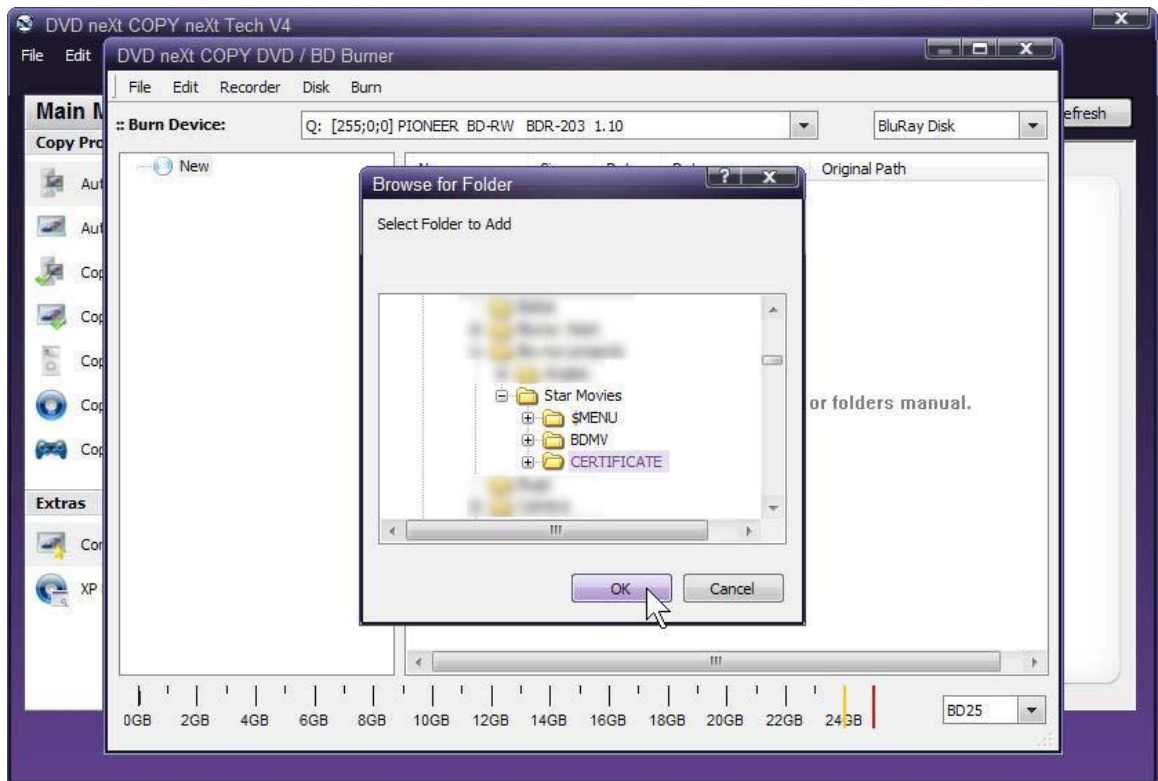 DVD neXt COPY neXt Tech V4
File Edit
DVD neXt COPY DVD / BD Burner
File Edit Recorder Disk Burn
Main M
efresh
:: Burn Device:
Q: [255;0;0] PIONEER BD-RW BDR-203 1.10
BluRay Disk
Copy Pro
New
Original Path
Browse for Folder
Aut
Select Folder to Add
Aut
Cop
Cop
Cop
Star Movies
Cop
or folders manual.
$MENU
BDMV
Cop
CERTIFICATE
Extras
Cor
XP
OK Cancel
0GB 2GB 4GB 6GB 8GB 10GB 12GB 14GB 16GB 18GB 20GB 22GB 24GB
BD25